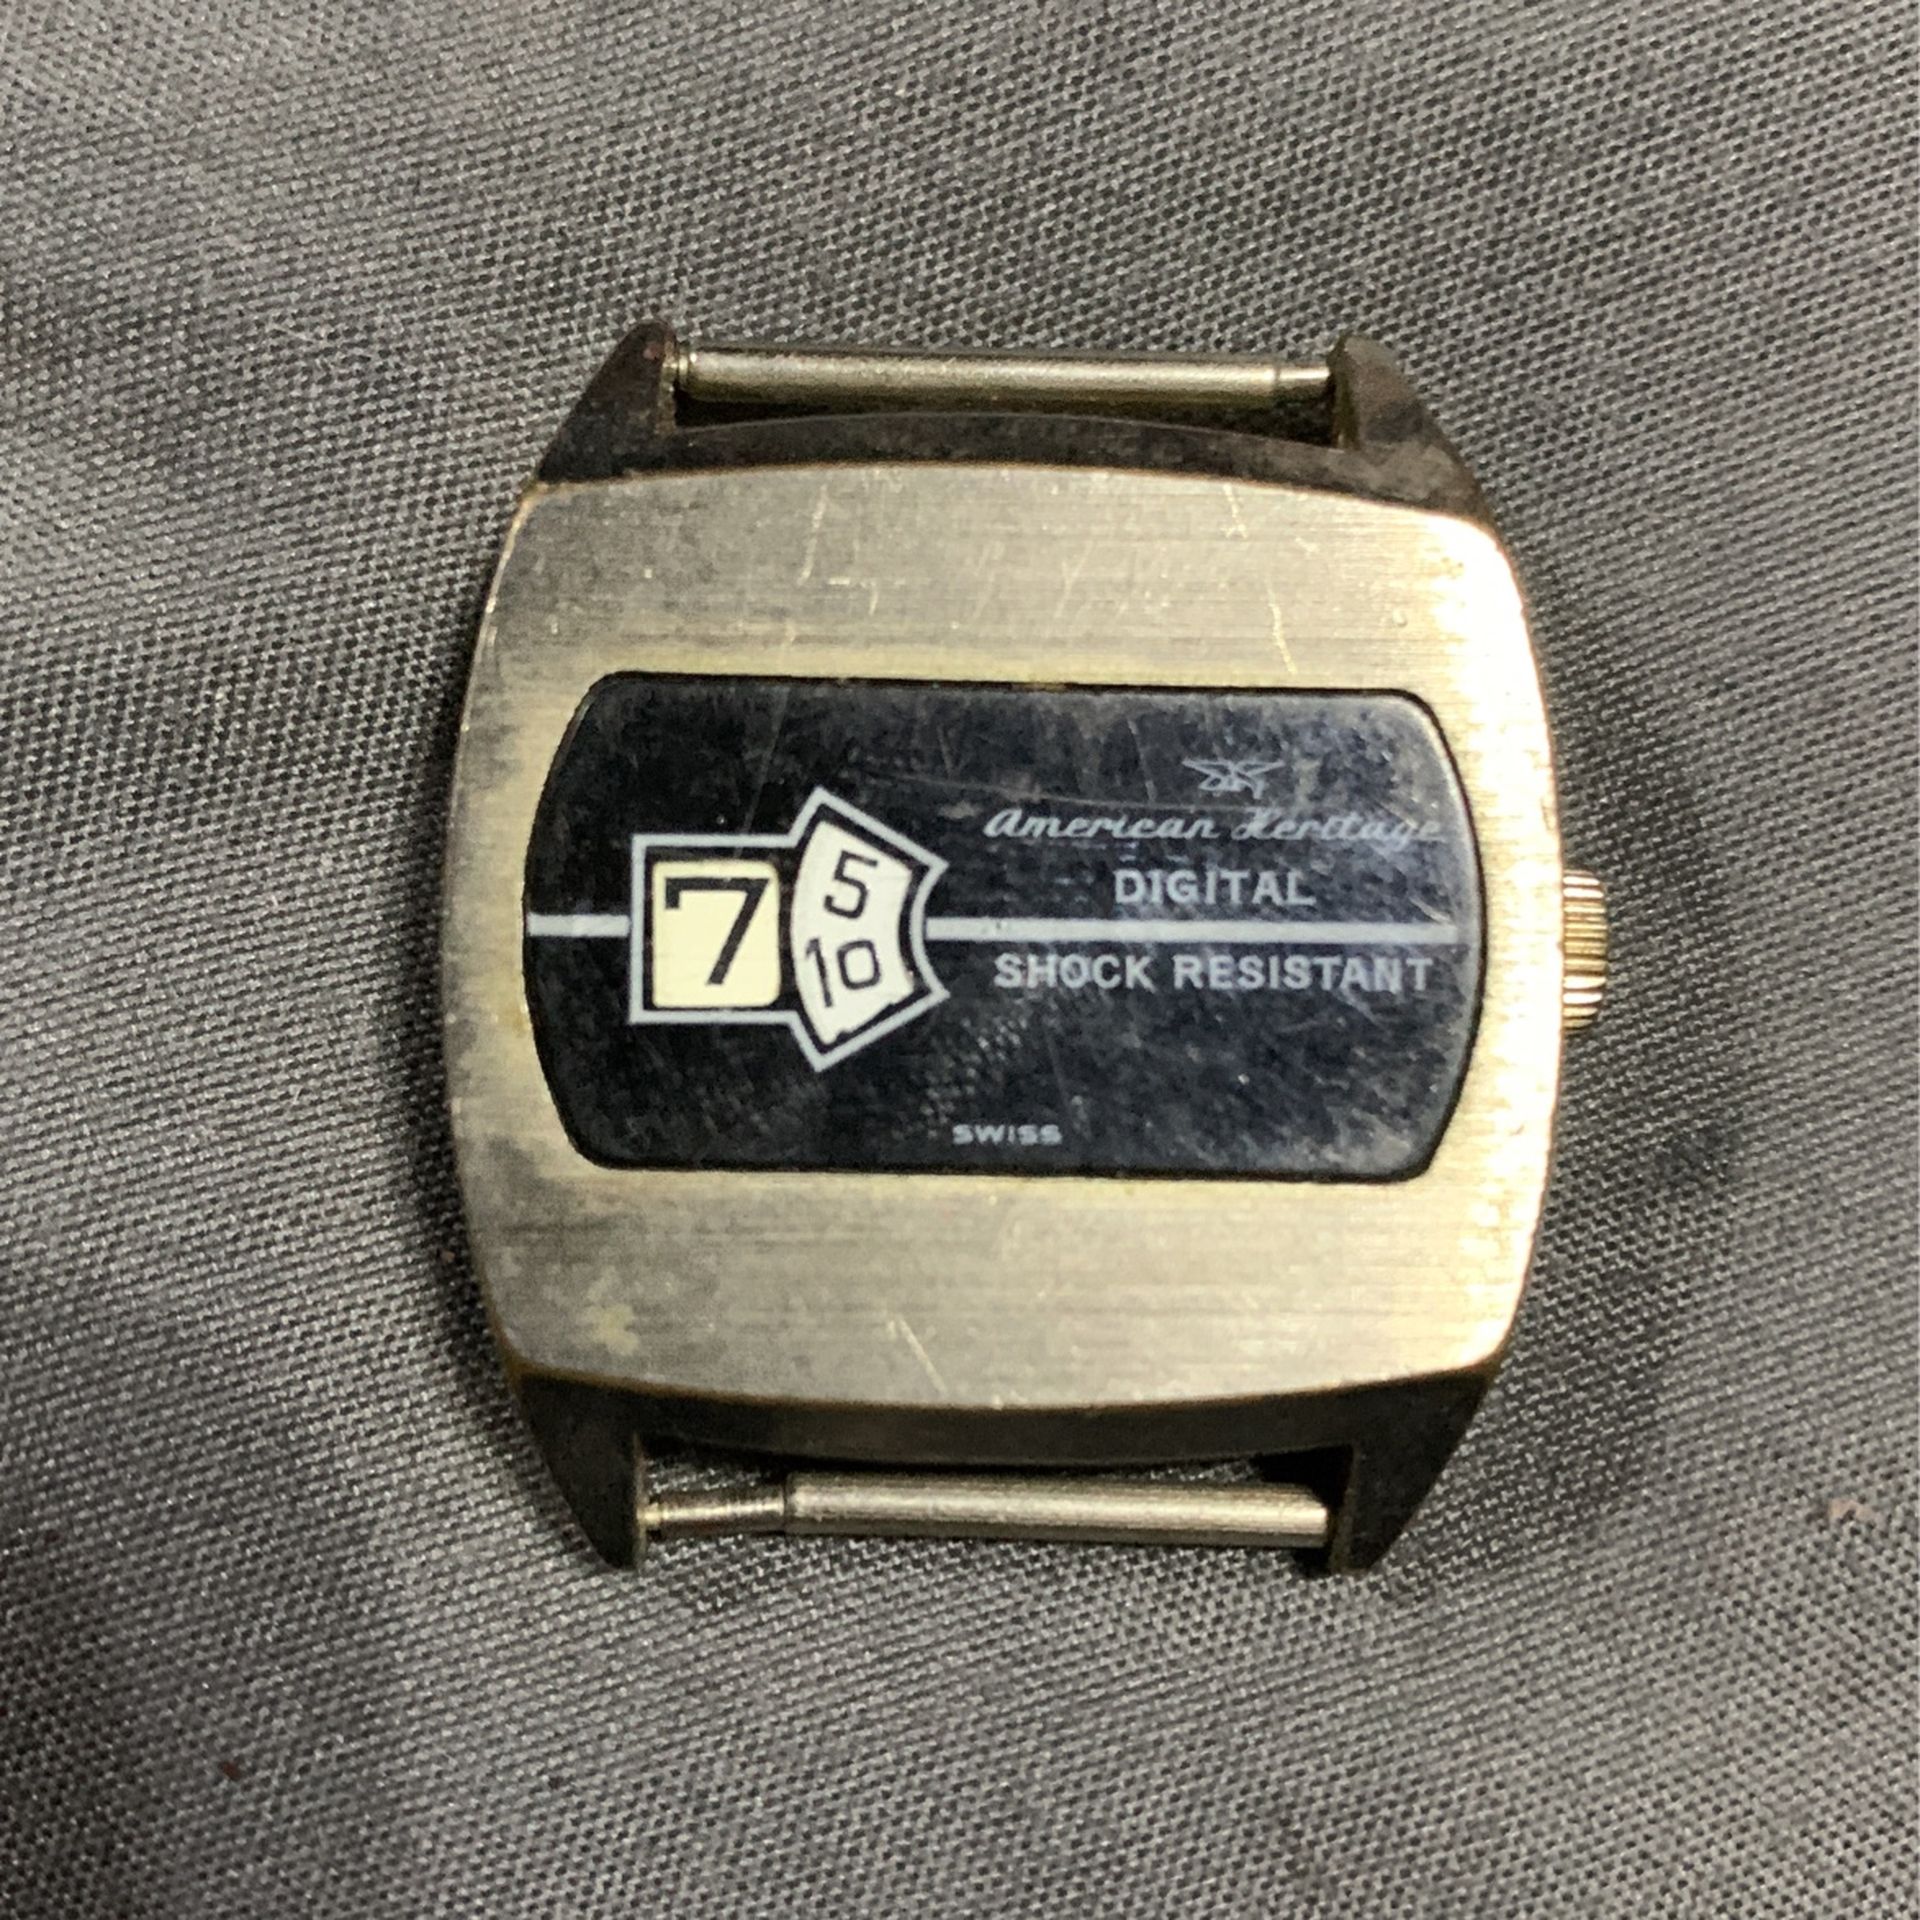 American Heritage
DIGITAL
7 5
10
SHOCK RESISTANT
SWISS